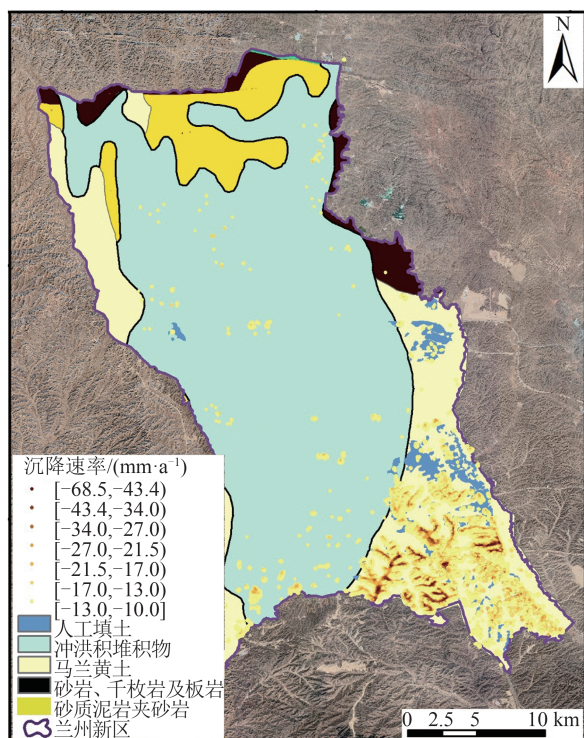 N
沉降速率/(mm·a⁻¹)
[−68.5,−43.4)
[−43.4,−34.0)
[−34.0,−27.0)
[−27.0,−21.5)
[−21.5,−17.0)
[−17.0,−13.0)
[−13.0,−10.0]
人工填土
冲洪积堆积物
马兰黄土
砂岩、千枚岩及板岩
砂质泥岩夹砂岩
兰州新区
0 2.5 5 10 km